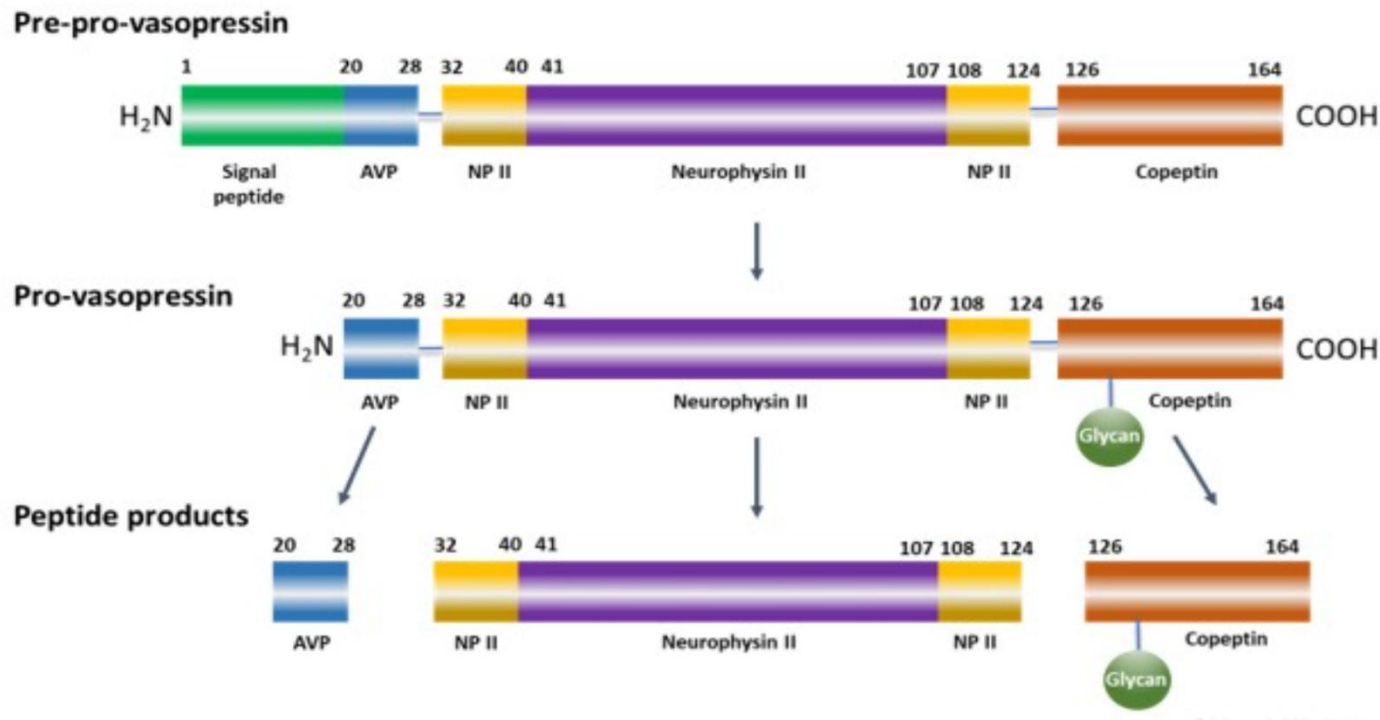 Pre-pro-vasopressin
1 20 28 32 40 41 107 108 124 126 164
H₂N COOH
Signal peptide AVP NP II Neurophysin II NP II Copeptin
Pro-vasopressin
20 28 32 40 41 107 108 124 126 164
H₂N COOH
AVP NP II Neurophysin II NP II Copeptin
Glycan
Peptide products
20 28 32 40 41 107 108 124 126 164
AVP NP II Neurophysin II NP II Copeptin
Glycan